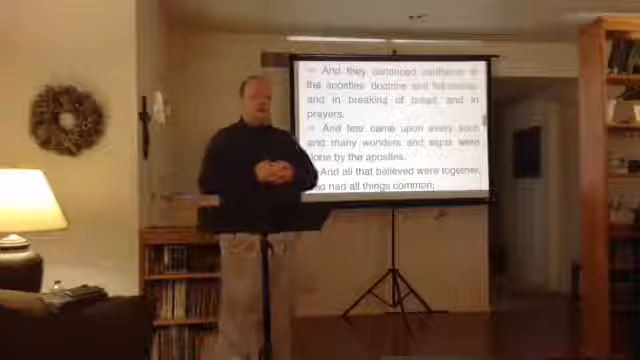 And they continued stedfastly in
the apostles' doctrine and fellowship,
and in breaking of bread, and in
prayers.
And fear came upon every soul:
and many wonders and signs were
done by the apostles.
And all that believed were together,
and had all things common;